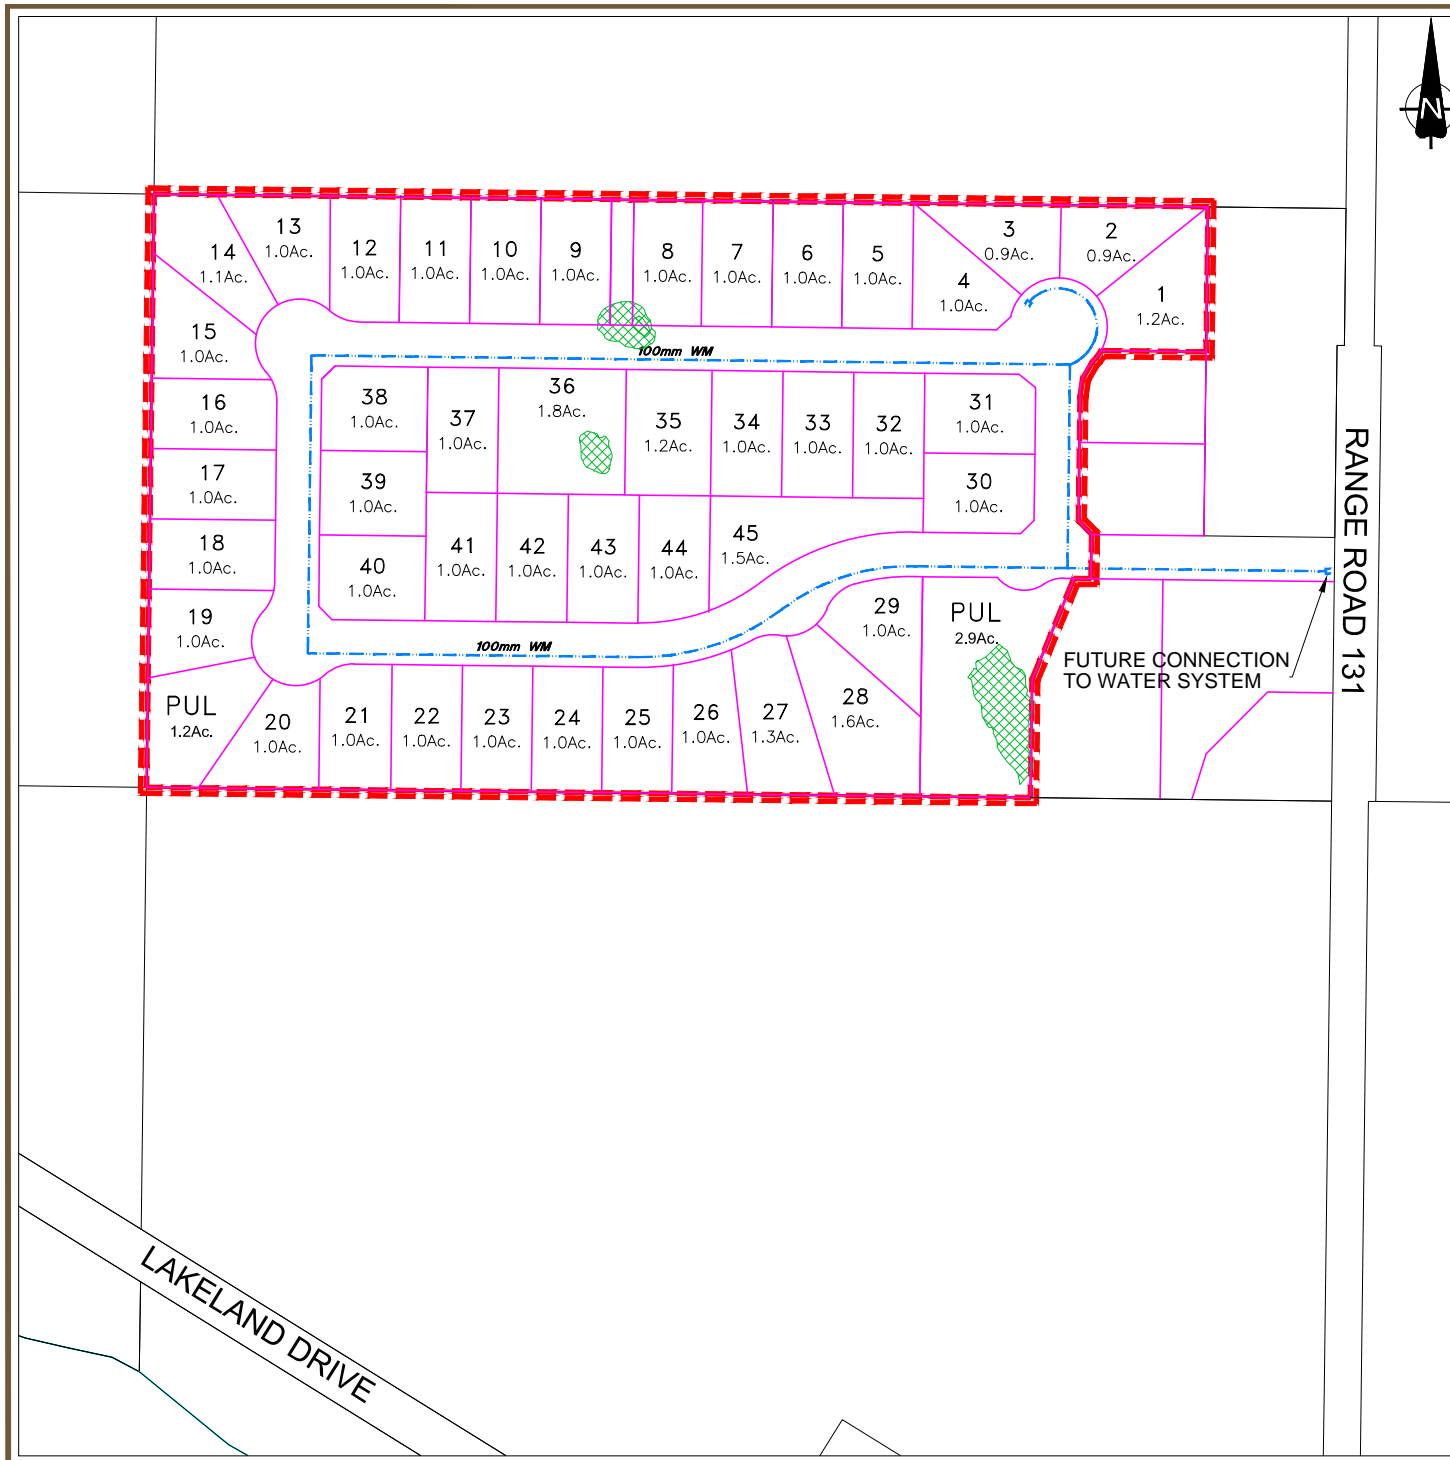 N
13
1.0Ac.
14
1.1Ac.
12
1.0Ac.
11
1.0Ac.
10
1.0Ac.
9
1.0Ac.
8
1.0Ac.
7
1.0Ac.
6
1.0Ac.
5
1.0Ac.
4
1.0Ac.
3
0.9Ac.
2
0.9Ac.
1
1.2Ac.
15
1.0Ac.
100mm WM
16
1.0Ac.
17
1.0Ac.
18
1.0Ac.
19
1.0Ac.
38
1.0Ac.
37
1.0Ac.
36
1.8Ac.
35
1.2Ac.
34
1.0Ac.
33
1.0Ac.
32
1.0Ac.
31
1.0Ac.
39
1.0Ac.
30
1.0Ac.
40
1.0Ac.
41
1.0Ac.
42
1.0Ac.
43
1.0Ac.
44
1.0Ac.
45
1.5Ac.
29
1.0Ac.
PUL
2.9Ac.
100mm WM
PUL
1.2Ac.
20
1.0Ac.
21
1.0Ac.
22
1.0Ac.
23
1.0Ac.
24
1.0Ac.
25
1.0Ac.
26
1.0Ac.
27
1.3Ac.
28
1.6Ac.
FUTURE CONNECTION
TO WATER SYSTEM
RANGE ROAD 131
LAKELAND DRIVE